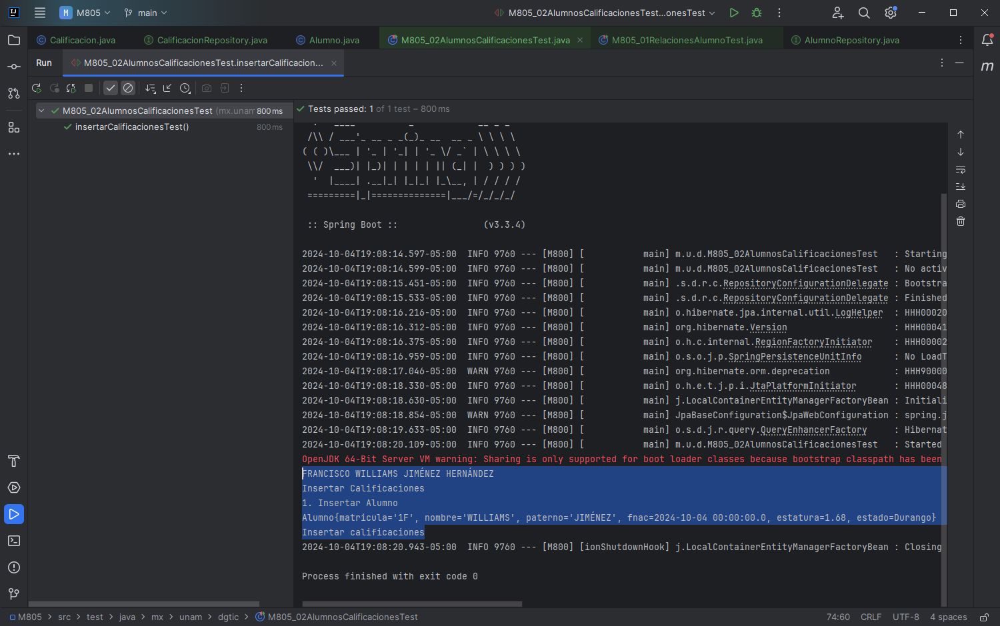 M M805 main M805_02AlumnosCalificacionesTest...onesTest
Calificacion.java CalificacionRepository.java Alumno.java M805_02AlumnosCalificacionesTest.java M805_01RelacionesAlumnoTest.java AlumnoRepository.java
Run M805_02AlumnosCalificacionesTest.insertarCalificacion...
M805_02AlumnosCalificacionesTest (mx.unam 800 ms
insertarCalificacionesTest() 800 ms
Tests passed: 1 of 1 test – 800 ms
 /\\ / ___'_ __ _ _(_)_ __  __ _ \ \ \ \
( ( )\___ | '_ | '_| | '_ \/ _` | \ \ \ \
 \\/  ___)| |_)| | | | | || (_| |  ) ) ) )
  '  |____| .__|_| |_|_| |_\__, | / / / /
 =========|_|==============|___/=/_/_/_/
:: Spring Boot :: (v3.3.4)
2024-10-04T19:08:14.597-05:00 INFO 9760 --- [M800] [ main] m.u.d.M805_02AlumnosCalificacionesTest : Starting
2024-10-04T19:08:14.599-05:00 INFO 9760 --- [M800] [ main] m.u.d.M805_02AlumnosCalificacionesTest : No activ
2024-10-04T19:08:15.451-05:00 INFO 9760 --- [M800] [ main] .s.d.r.c.RepositoryConfigurationDelegate : Bootstra
2024-10-04T19:08:15.533-05:00 INFO 9760 --- [M800] [ main] .s.d.r.c.RepositoryConfigurationDelegate : Finished
2024-10-04T19:08:16.216-05:00 INFO 9760 --- [M800] [ main] o.hibernate.jpa.internal.util.LogHelper : HHH00020
2024-10-04T19:08:16.312-05:00 INFO 9760 --- [M800] [ main] org.hibernate.Version : HHH00041
2024-10-04T19:08:16.375-05:00 INFO 9760 --- [M800] [ main] o.h.c.internal.RegionFactoryInitiator : HHH00002
2024-10-04T19:08:16.959-05:00 INFO 9760 --- [M800] [ main] o.s.o.j.p.SpringPersistenceUnitInfo : No LoadT
2024-10-04T19:08:17.046-05:00 WARN 9760 --- [M800] [ main] org.hibernate.orm.deprecation : HHH90000
2024-10-04T19:08:18.330-05:00 INFO 9760 --- [M800] [ main] o.h.e.t.j.p.i.JtaPlatformInitiator : HHH00048
2024-10-04T19:08:18.630-05:00 INFO 9760 --- [M800] [ main] j.LocalContainerEntityManagerFactoryBean : Initiali
2024-10-04T19:08:18.854-05:00 WARN 9760 --- [M800] [ main] JpaBaseConfiguration$JpaWebConfiguration : spring.j
2024-10-04T19:08:19.633-05:00 INFO 9760 --- [M800] [ main] o.s.d.j.r.query.QueryEnhancerFactory : Hibernat
2024-10-04T19:08:20.109-05:00 INFO 9760 --- [M800] [ main] m.u.d.M805_02AlumnosCalificacionesTest : Started
OpenJDK 64-Bit Server VM warning: Sharing is only supported for boot loader classes because bootstrap classpath has been
FRANCISCO WILLIAMS JIMÉNEZ HERNÁNDEZ
Insertar Calificaciones
1. Insertar Alumno
Alumno{matricula='1F', nombre='WILLIAMS', paterno='JIMÉNEZ', fnac=2024-10-04 00:00:00.0, estatura=1.68, estado=Durango}
Insertar calificaciones
2024-10-04T19:08:20.943-05:00 INFO 9760 --- [M800] [ionShutdownHook] j.LocalContainerEntityManagerFactoryBean : Closing
Process finished with exit code 0
M805 > src > test > java > mx > unam > dgtic > M805_02AlumnosCalificacionesTest 74:60 CRLF UTF-8 4 spaces